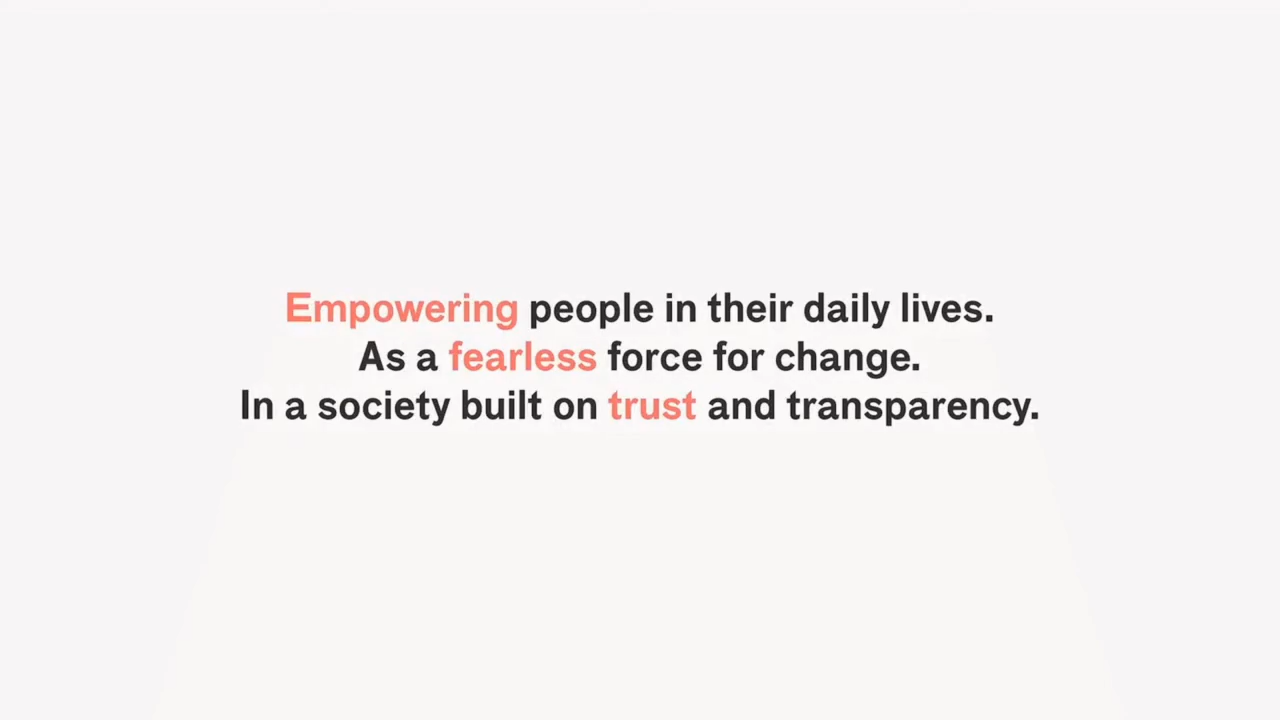 Empowering people in their daily lives.
As a fearless force for change.
In a society built on trust and transparency.